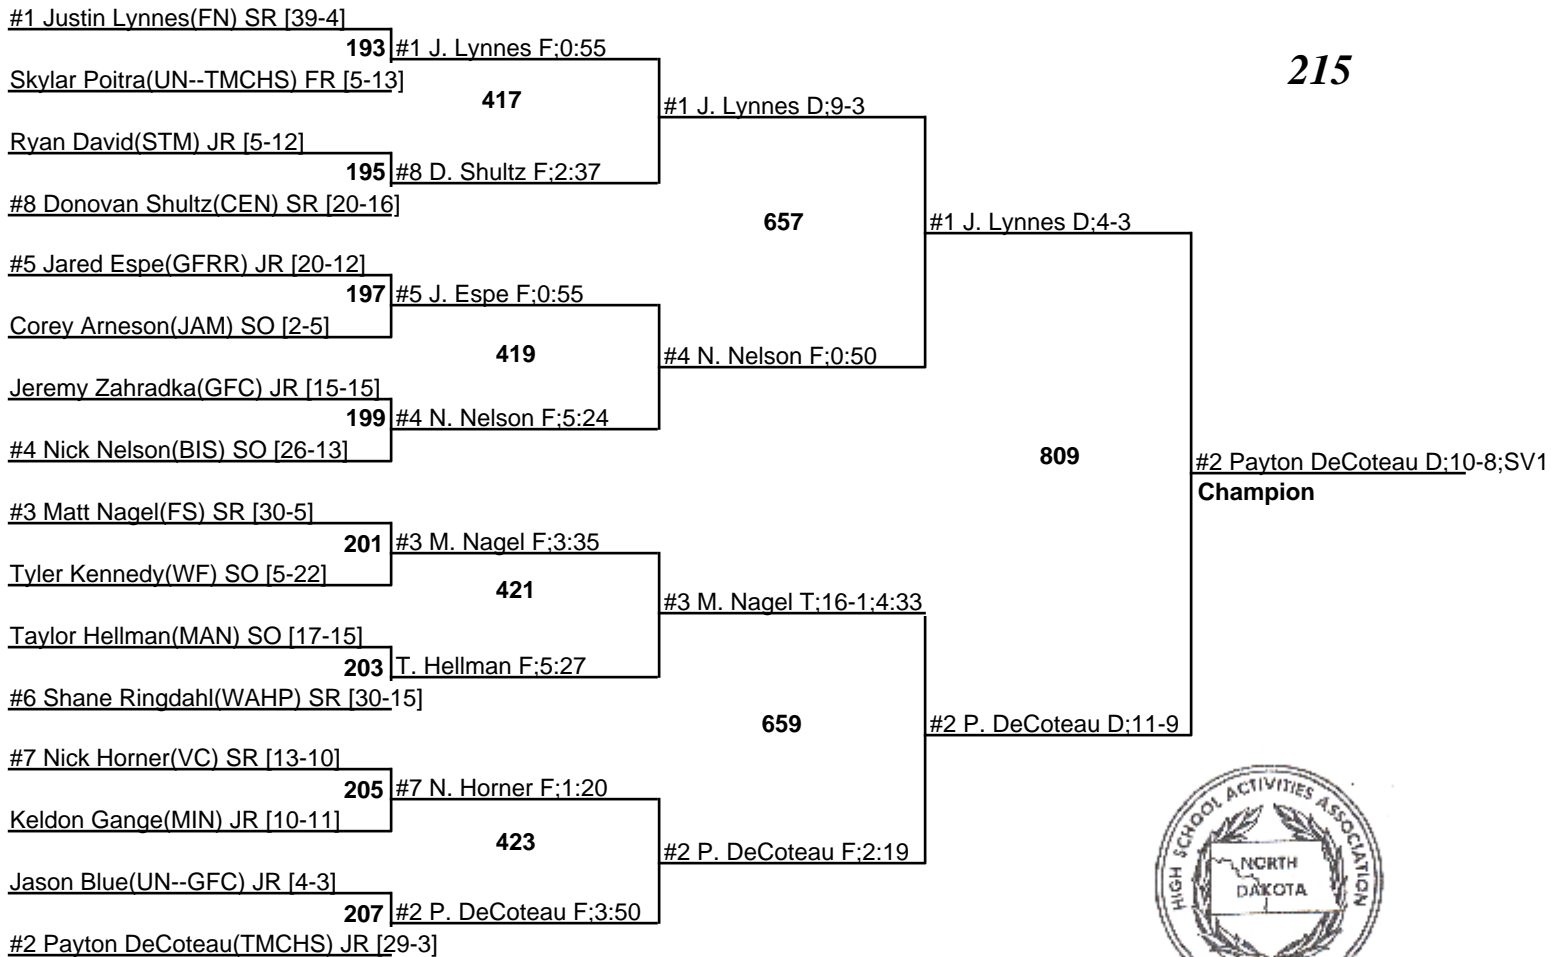 #1 Justin Lynnes(FN) SR [39-4]
193 #1 J. Lynnes F;0:55
215
Skylar Poitra(UN--TMCHS) FR [5-13]
417
#1 J. Lynnes D;9-3
Ryan David(STM) JR [5-12]
195 #8 D. Shultz F;2:37
#8 Donovan Shultz(CEN) SR [20-16]
657
#1 J. Lynnes D;4-3
#5 Jared Espe(GFRR) JR [20-12]
197 #5 J. Espe F;0:55
Corey Arneson(JAM) SO [2-5]
419
#4 N. Nelson F;0:50
Jeremy Zahradka(GFC) JR [15-15]
199 #4 N. Nelson F;5:24
#4 Nick Nelson(BIS) SO [26-13]
809
#2 Payton DeCoteau D;10-8;SV1
Champion
#3 Matt Nagel(FS) SR [30-5]
201 #3 M. Nagel F;3:35
Tyler Kennedy(WF) SO [5-22]
421
#3 M. Nagel T;16-1;4:33
Taylor Hellman(MAN) SO [17-15]
203 T. Hellman F;5:27
#6 Shane Ringdahl(WAHP) SR [30-15]
659
#2 P. DeCoteau D;11-9
#7 Nick Horner(VC) SR [13-10]
205 #7 N. Horner F;1:20
Keldon Gange(MIN) JR [10-11]
423
#2 P. DeCoteau F;2:19
Jason Blue(UN--GFC) JR [4-3]
207 #2 P. DeCoteau F;3:50
#2 Payton DeCoteau(TMCHS) JR [29-3]
HIGH SCHOOL ACTIVITIES ASSOCIATION
NORTH
DAKOTA